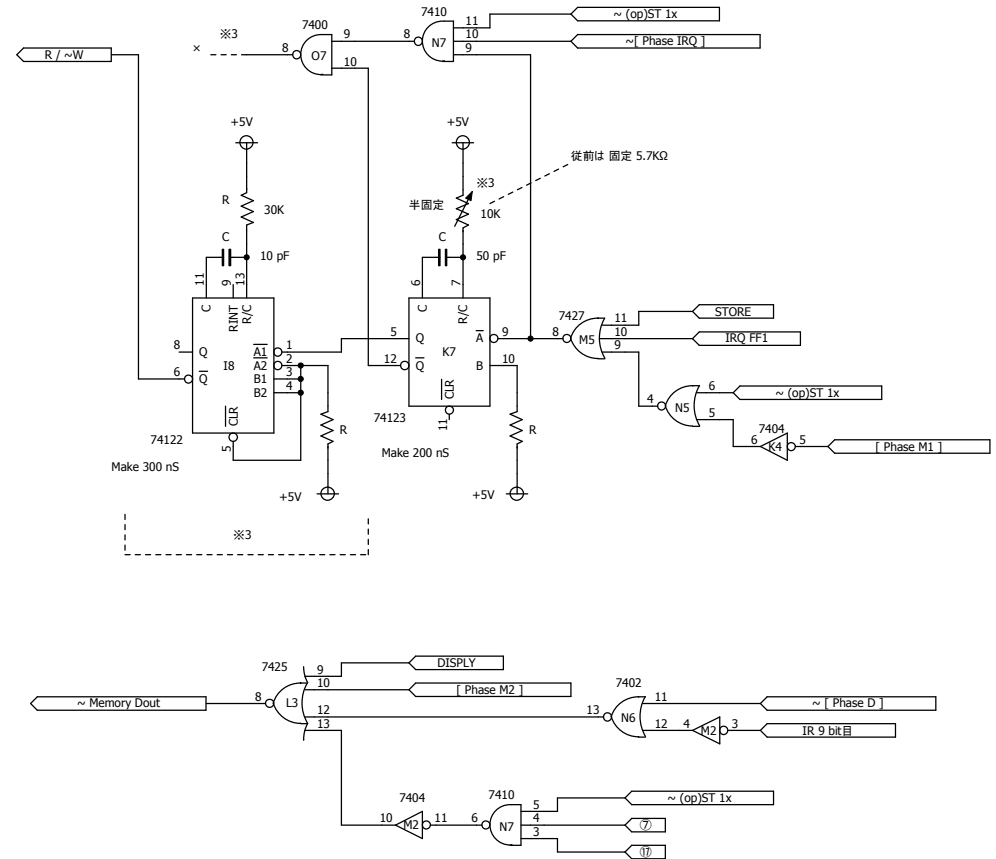 7410
11
~ (op)ST 1x
7400
※3
8
9
8
10
~[ Phase IRQ ]
×
O7
N7
9
R / ~W
10
+5V
+5V
従前は 固定 5.7KΩ
※3
R
30K
半固定
10K
C
10 pF
C
50 pF
11
9
13
6
7
C
RINT
R/C
C
R/C
7427
11
STORE
8
Q
A1
1
5
Q
A
9
8
M5
10
IRQ FF1
I8
A2
2
K7
9
6
Q
B1
3
12
Q
B
10
B2
4
6
~ (op)ST 1x
4
N5
CLR
CLR
5
7404
74122
5
R
74123
11
R
6
K4
5
[ Phase M1 ]
Make 300 nS
Make 200 nS
+5V
+5V
※3
7425
9
DISPLY
10
[ Phase M2 ]
7402
~ Memory Dout
8
L3
11
~ [ Phase D ]
12
13
N6
13
12
4
M2
3
IR 9 bit目
7404
7410
5
~ (op)ST 1x
10
M2
11
6
N7
4
⑦
3
⑰